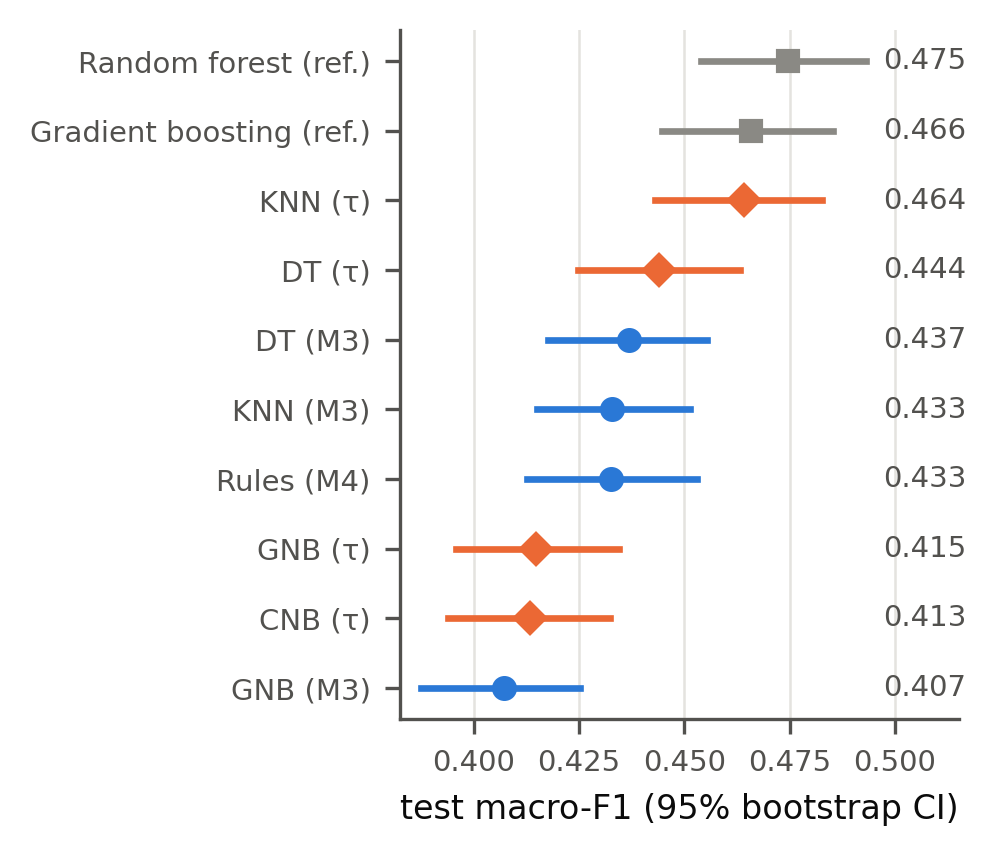 Random forest (ref.) 0.475
Gradient boosting (ref.) 0.466
KNN (τ) 0.464
DT (τ) 0.444
DT (M3) 0.437
KNN (M3) 0.433
Rules (M4) 0.433
GNB (τ) 0.415
CNB (τ) 0.413
GNB (M3) 0.407
0.400 0.425 0.450 0.475 0.500
test macro-F1 (95% bootstrap CI)